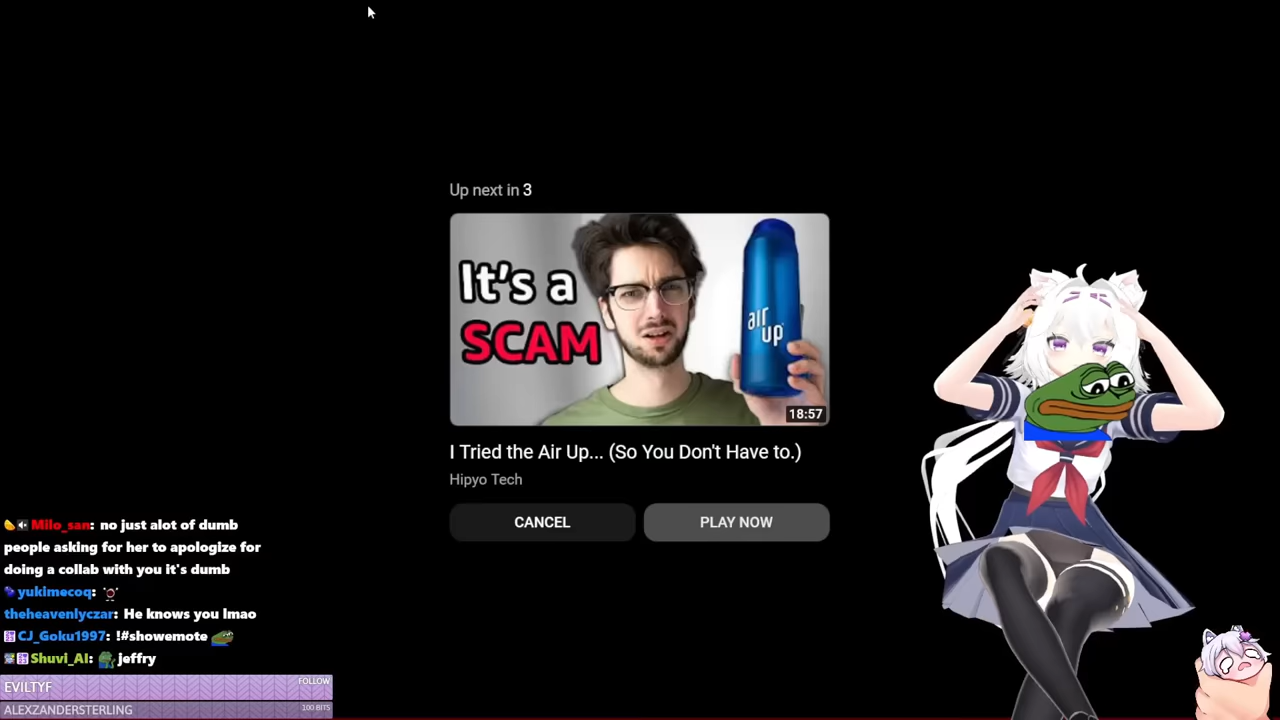 Up next in 3
It's a
SCAM
air
up
18:57
I Tried the Air Up... (So You Don't Have to.)
Hipyo Tech
CANCEL
PLAY NOW
Milo_san: no just alot of dumb
people asking for her to apologize for
doing a collab with you it's dumb
yukimecoq:
theheavenlyczar: He knows you lmao
CJ_Goku1997: !#showemote
Shuvi_AI: jeffry
EVILTYF
FOLLOW
ALEXZANDERSTERLING
100 BITS